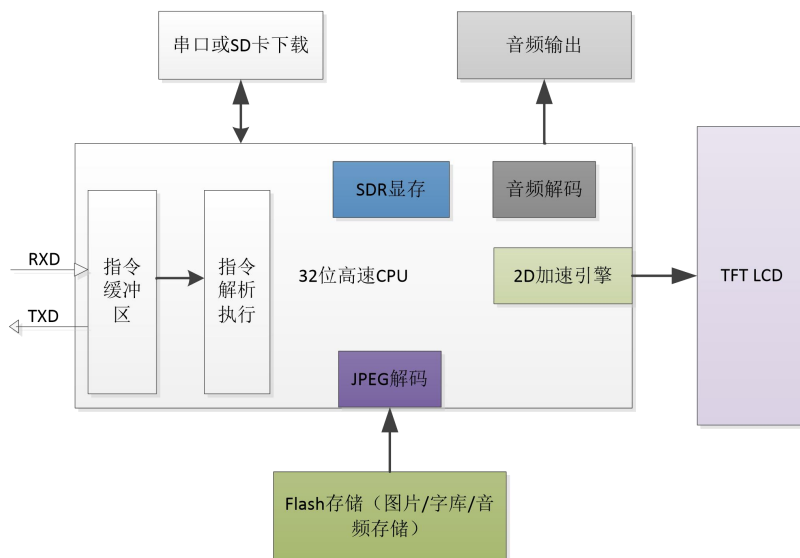 串口或SD卡下载
音频输出
SDR显存
音频解码
RXD
TXD
指令
缓冲
区
指令
解析
执行
32位高速CPU
2D加速引擎
TFT LCD
JPEG解码
Flash存储（图片/字库/音
频存储）